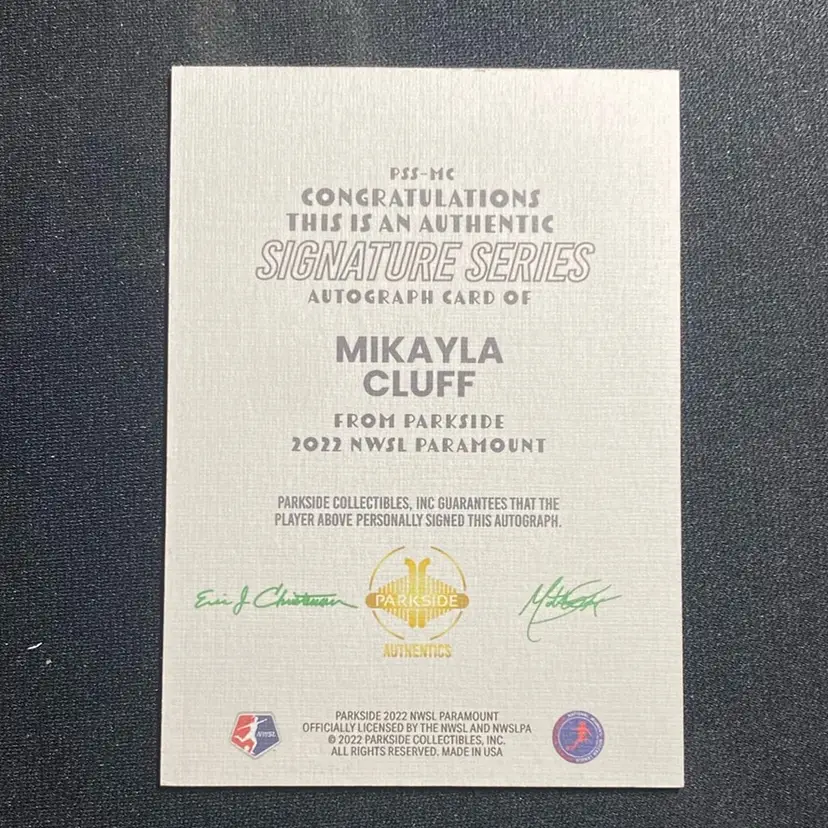 PSS-MC
CONGRATULATIONS
THIS IS AN AUTHENTIC
SIGNATURE SERIES
AUTOGRAPH CARD OF
MIKAYLA
CLUFF
FROM PARKSIDE
2022 NWSL PARAMOUNT
PARKSIDE COLLECTIBLES, INC GUARANTEES THAT THE
PLAYER ABOVE PERSONALLY SIGNED THIS AUTOGRAPH.
PARKSIDE
AUTHENTICS
NWSL
PARKSIDE 2022 NWSL PARAMOUNT
OFFICIALLY LICENSED BY THE NWSL AND NWSLPA
© 2022 PARKSIDE COLLECTIBLES, INC.
ALL RIGHTS RESERVED. MADE IN USA